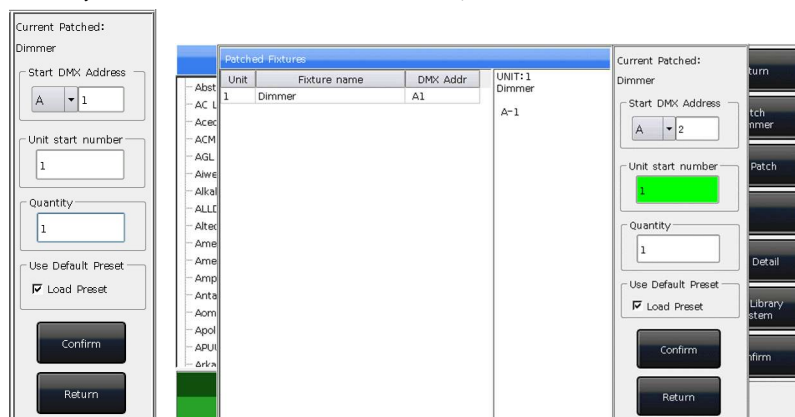 Current Patched:
Dimmer
Start DMX Address
A 1
Unit start number
1
Quantity
1
Use Default Preset
Load Preset
Confirm
Return
Abst
AC L
Acec
ACM
AGL
Aiwe
Alkal
ALLD
Altec
Ame
Ame
Amp
Anta
Aom
Apol
APUI
Arka
Patched Fixtures
Unit Fixture name DMX Addr
1 Dimmer A1
UNIT:1
Dimmer
A-1
Current Patched:
Dimmer
Start DMX Address
A 2
Unit start number
1
Quantity
1
Use Default Preset
Load Preset
Confirm
Return
turn
tch
mmer
Patch
Detail
Library
stem
nfirm